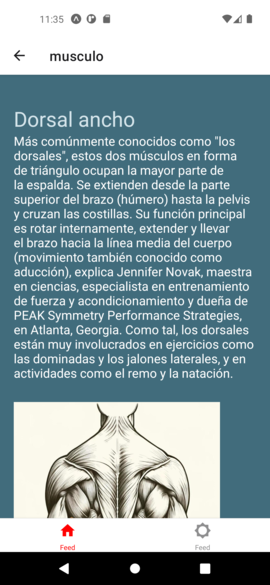 11:35
musculo
Dorsal ancho
Más comúnmente conocidos como "los
dorsales", estos dos músculos en forma
de triángulo ocupan la mayor parte de
la espalda. Se extienden desde la parte
superior del brazo (húmero) hasta la pelvis
y cruzan las costillas. Su función principal
es rotar internamente, extender y llevar
el brazo hacia la línea media del cuerpo
(movimiento también conocido como
aducción), explica Jennifer Novak, maestra
en ciencias, especialista en entrenamiento
de fuerza y acondicionamiento y dueña de
PEAK Symmetry Performance Strategies,
en Atlanta, Georgia. Como tal, los dorsales
están muy involucrados en ejercicios como
las dominadas y los jalones laterales, y en
actividades como el remo y la natación.
Feed
Feed